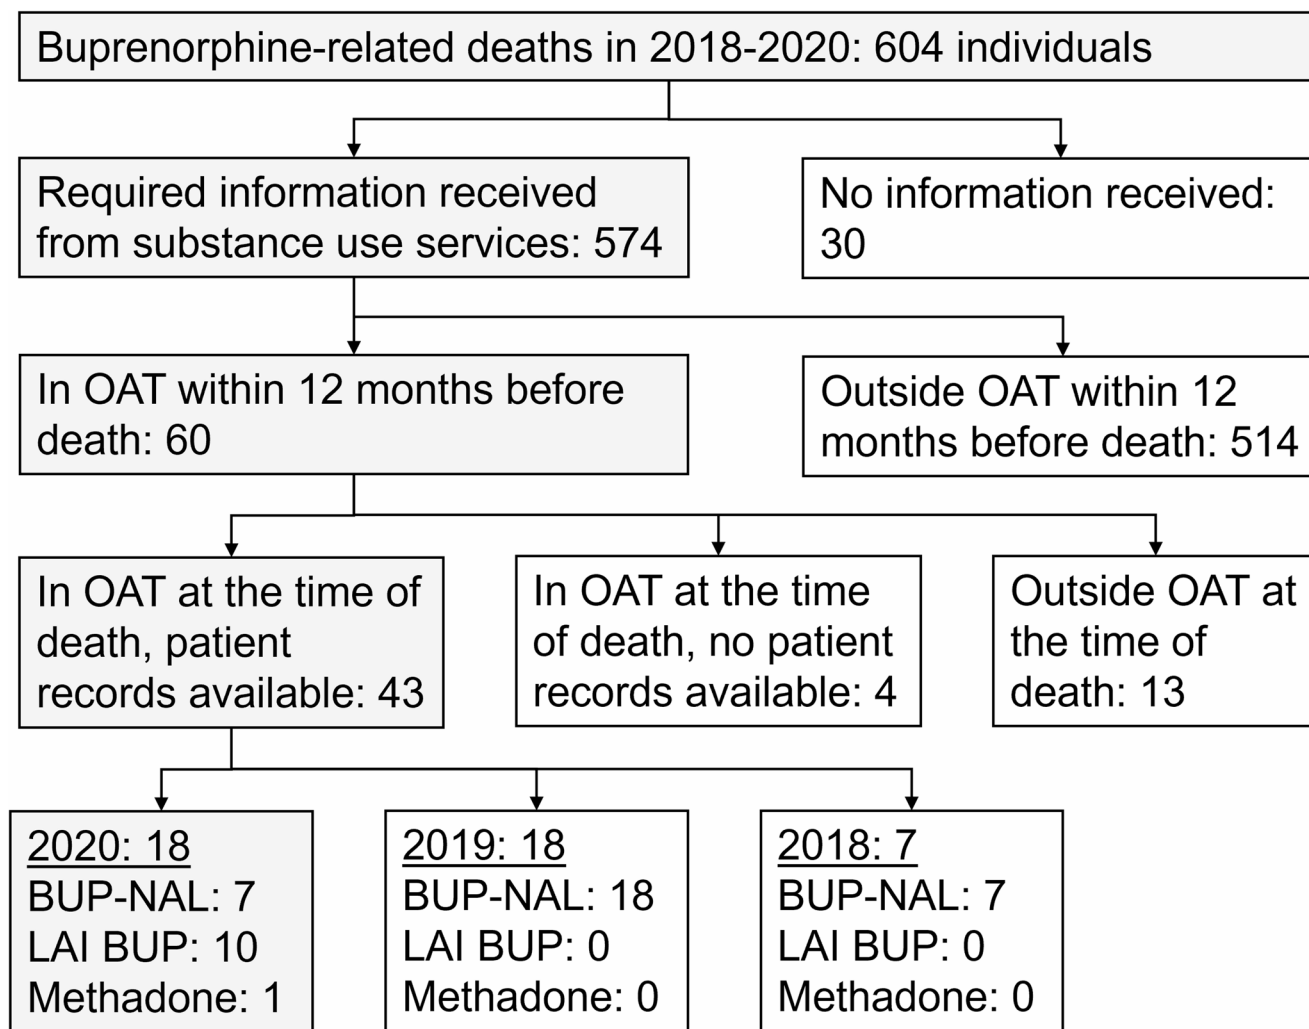 Buprenorphine-related deaths in 2018-2020: 604 individuals
Required information received
from substance use services: 574
No information received:
30
In OAT within 12 months before
death: 60
Outside OAT within 12
months before death: 514
In OAT at the time of
death, patient
records available: 43
In OAT at the time
of death, no patient
records available: 4
Outside OAT at
the time of
death: 13
2020: 18
BUP-NAL: 7
LAI BUP: 10
Methadone: 1
2019: 18
BUP-NAL: 18
LAI BUP: 0
Methadone: 0
2018: 7
BUP-NAL: 7
LAI BUP: 0
Methadone: 0